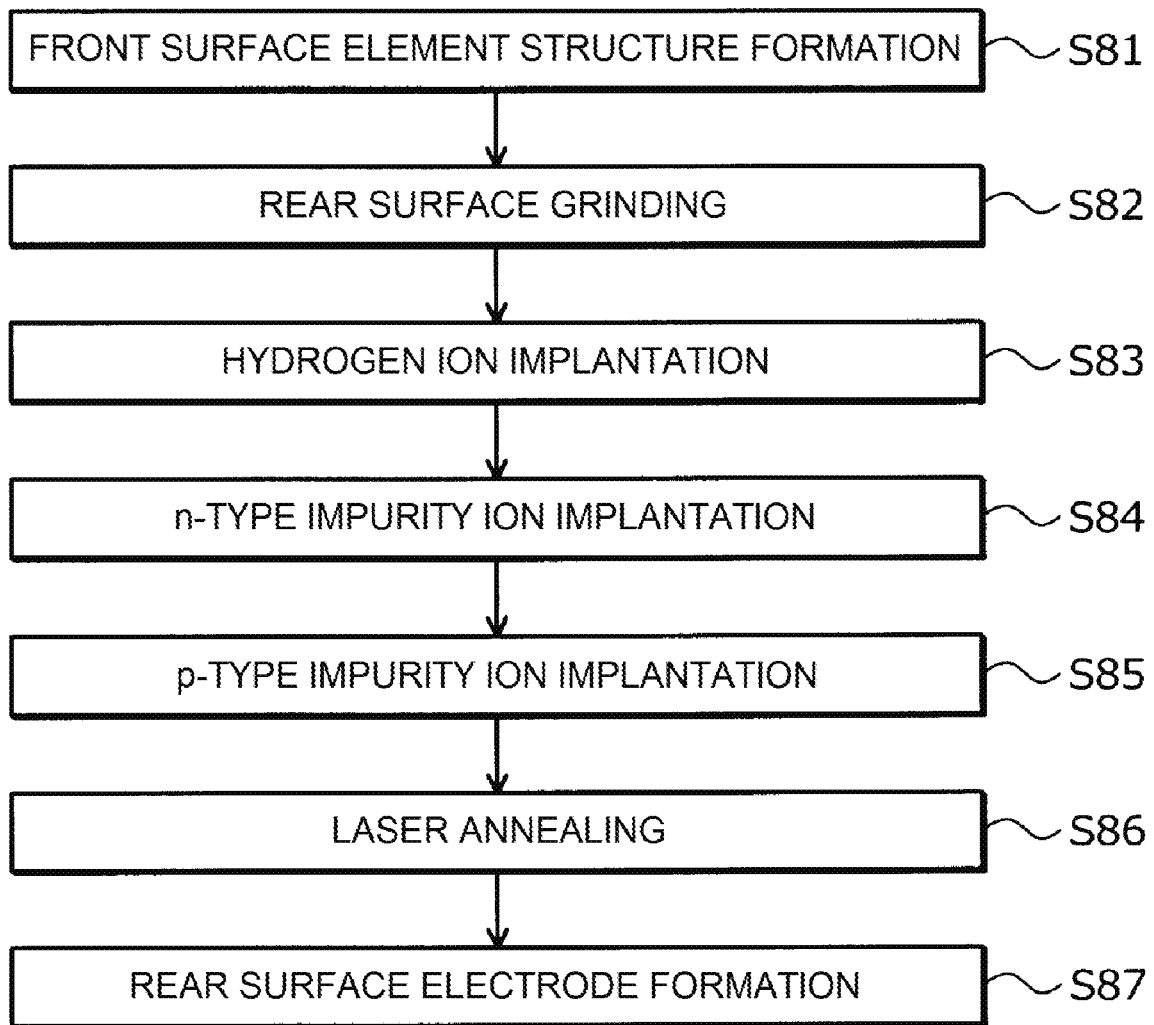 FRONT SURFACE ELEMENT STRUCTURE FORMATION S81
REAR SURFACE GRINDING S82
HYDROGEN ION IMPLANTATION S83
n-TYPE IMPURITY ION IMPLANTATION S84
p-TYPE IMPURITY ION IMPLANTATION S85
LASER ANNEALING S86
REAR SURFACE ELECTRODE FORMATION S87